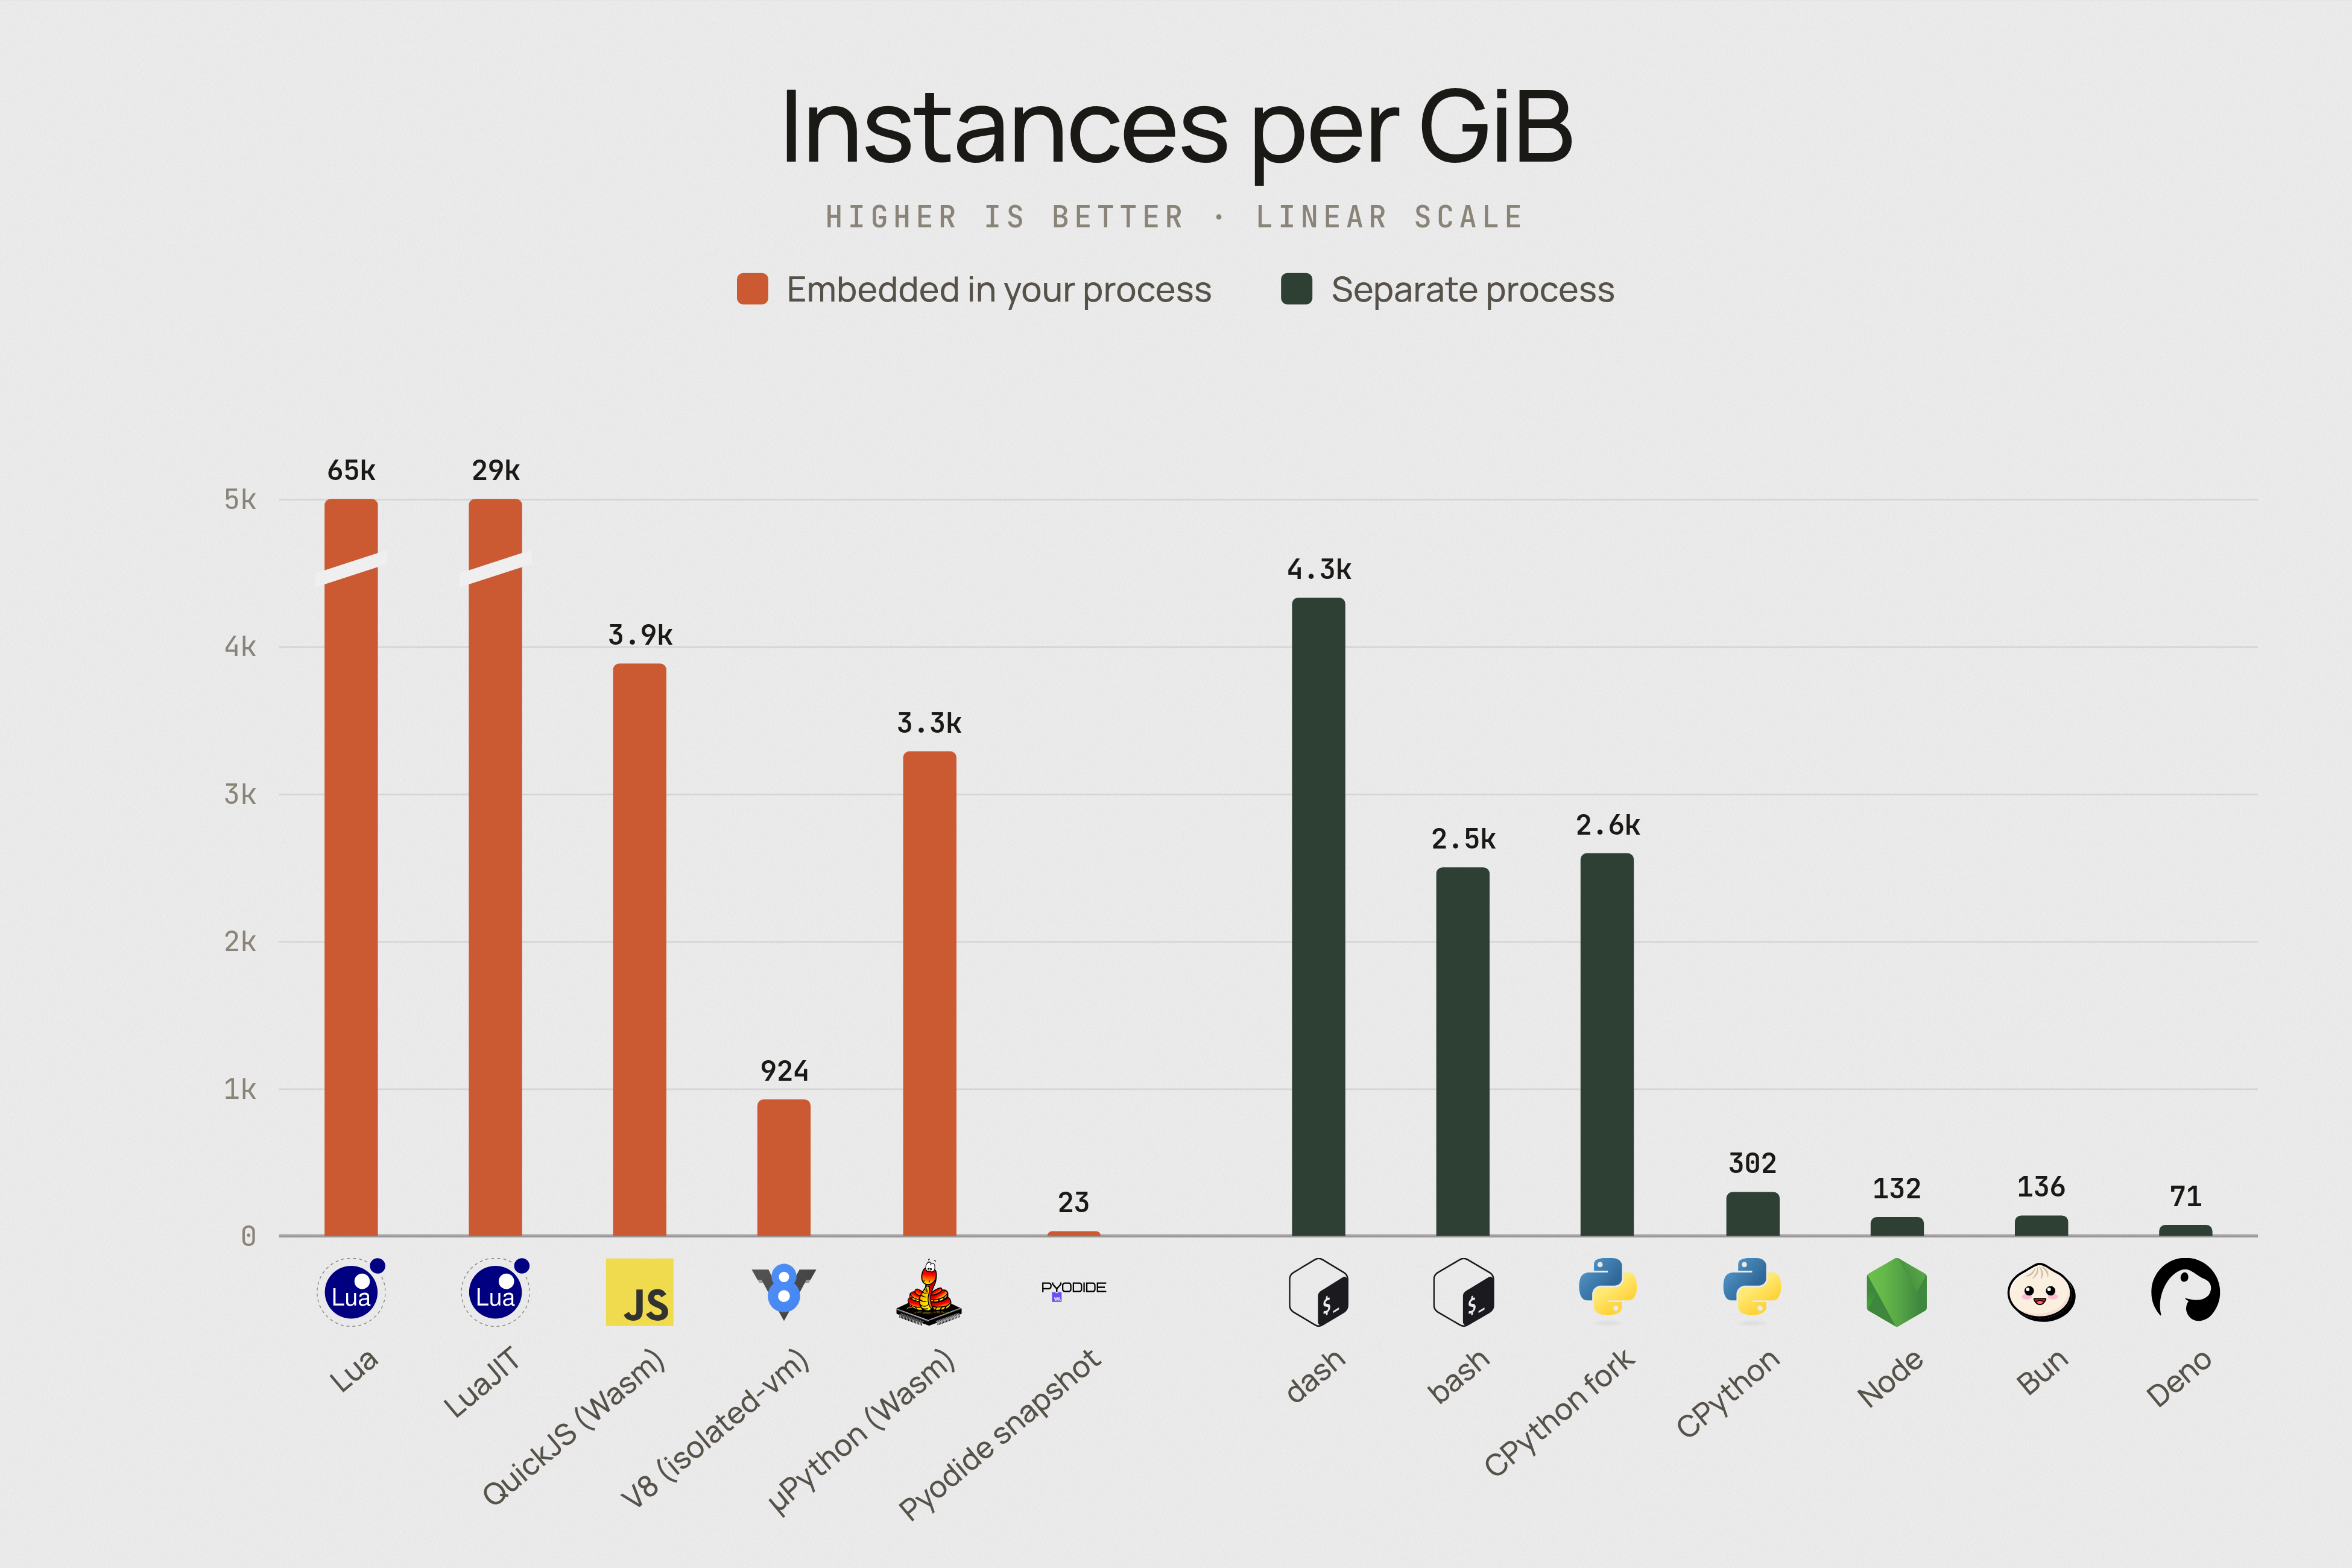 Instances per GiB
HIGHER IS BETTER · LINEAR SCALE
Embedded in your process
Separate process
65k
29k
5k
4.3k
3.9k
4k
3.3k
3k
2.6k
2.5k
2k
924
1k
302
132
136
71
23
0
Lua
Lua
JS
8
PYODIDE
$_
$_
Lua
LuaJIT
QuickJS (Wasm)
V8 (isolated-vm)
µPython (Wasm)
Pyodide snapshot
dash
bash
CPython fork
CPython
Node
Bun
Deno